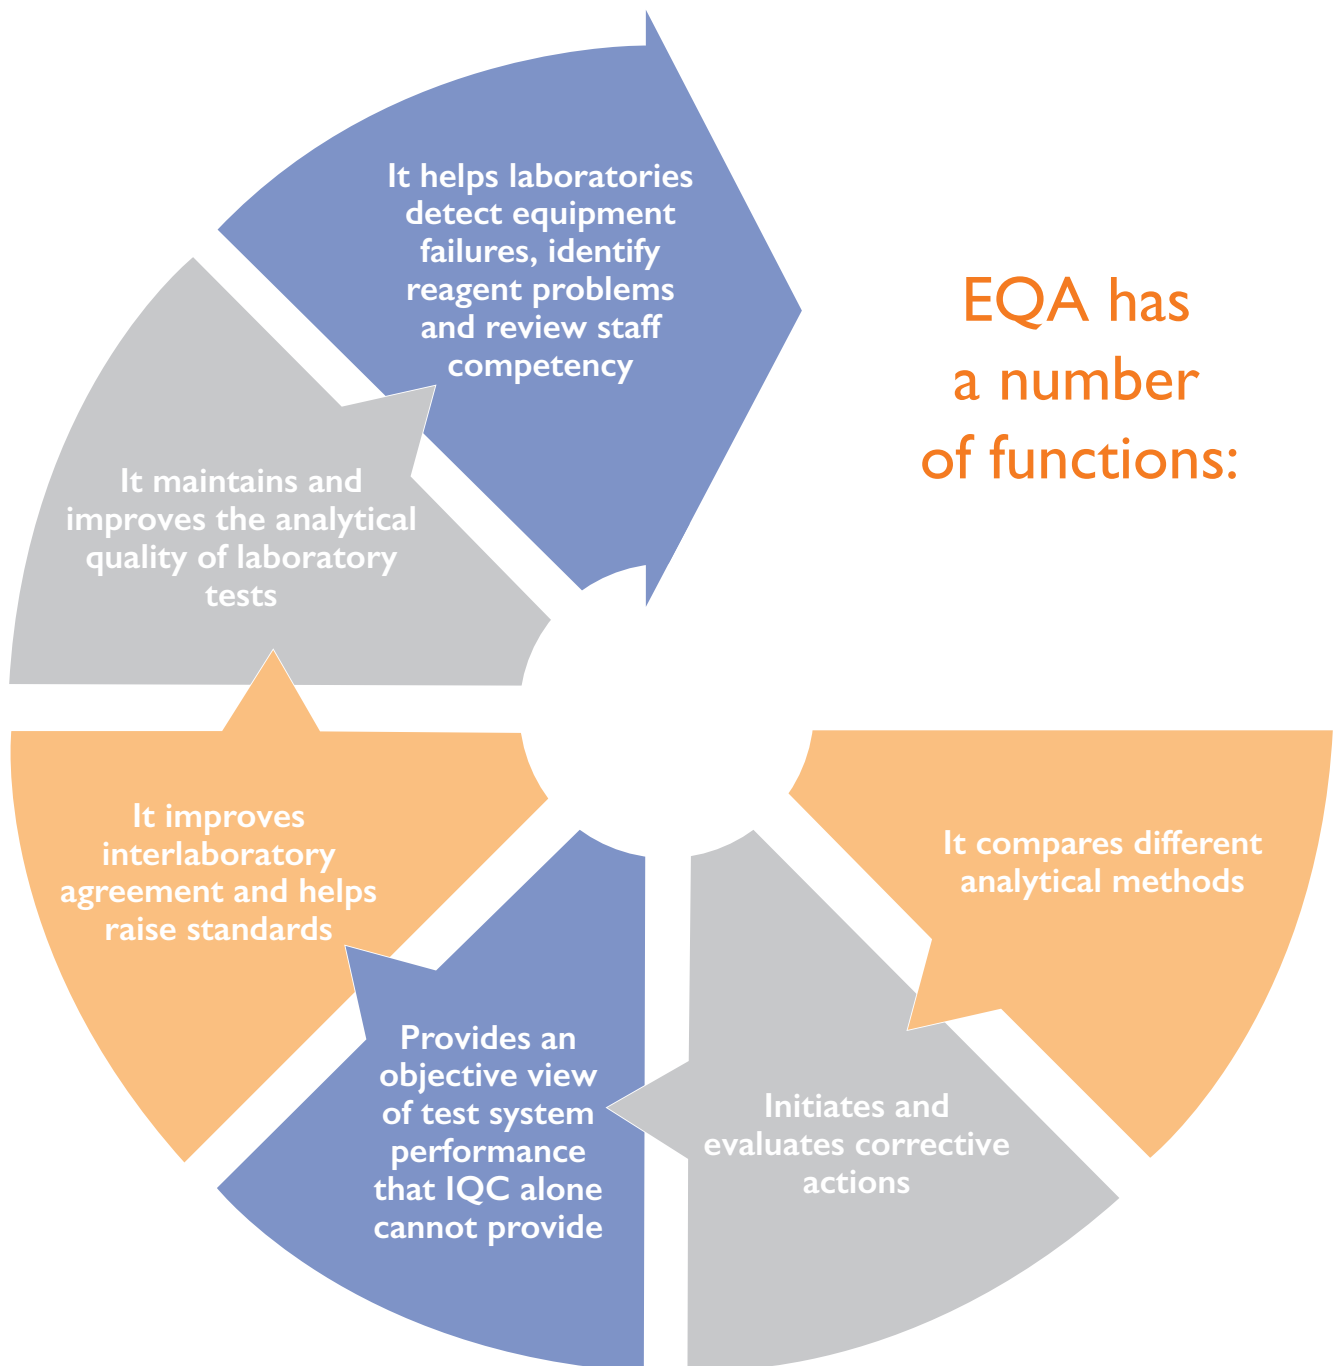 EQA has
a number
of functions:
It compares different
analytical methods
Initiates and
evaluates corrective
actions
Provides an
objective view
of test system
performance
that IQC alone
cannot provide
It improves
interlaboratory
agreement and helps
raise standards
It maintains and
improves the analytical
quality of laboratory
tests
It helps laboratories
detect equipment
failures, identify
reagent problems
and review staff
competency